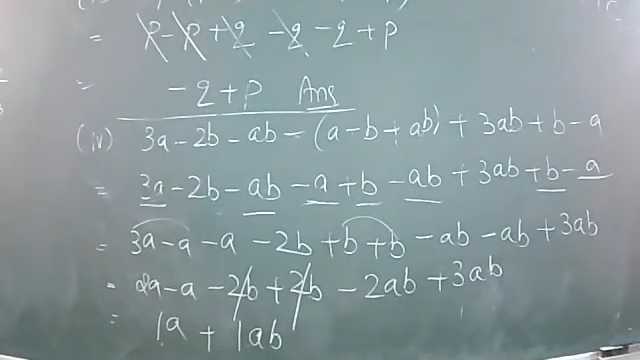 = p - p + q - q - q + p
= - q + p Ans
(iv) 3a - 2b - ab - (a - b + ab) + 3ab + b - a
= 3a - 2b - ab - a + b - ab + 3ab + b - a
= 3a - a - a - 2b + b + b - ab - ab + 3ab
= 2a - a - 2b + 2b - 2ab + 3ab
= 1a + 1ab